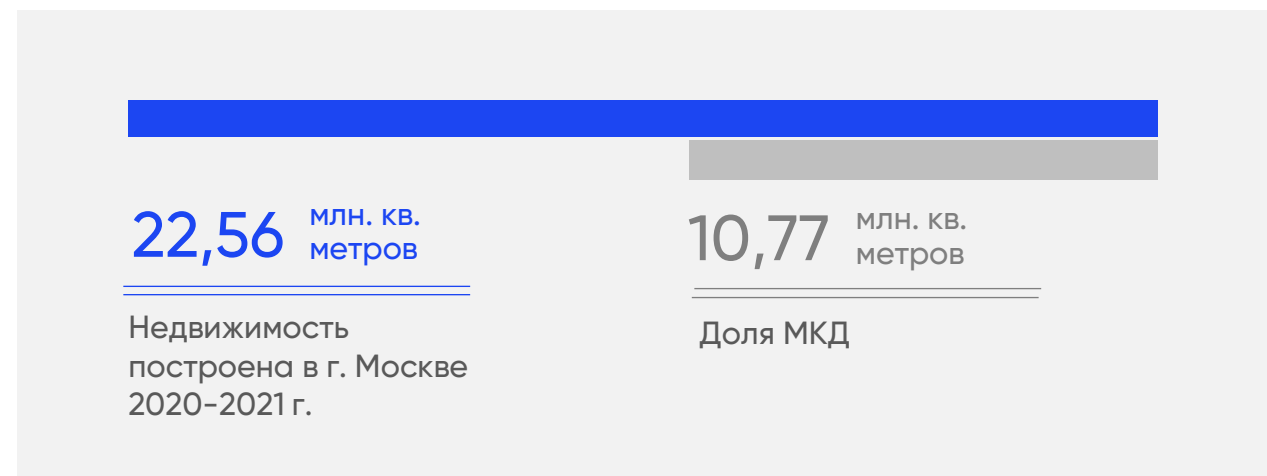 22,56
млн. кв.
метров
Недвижимость
построена в г. Москве
2020-2021 г.
10,77
млн. кв.
метров
Доля МКД